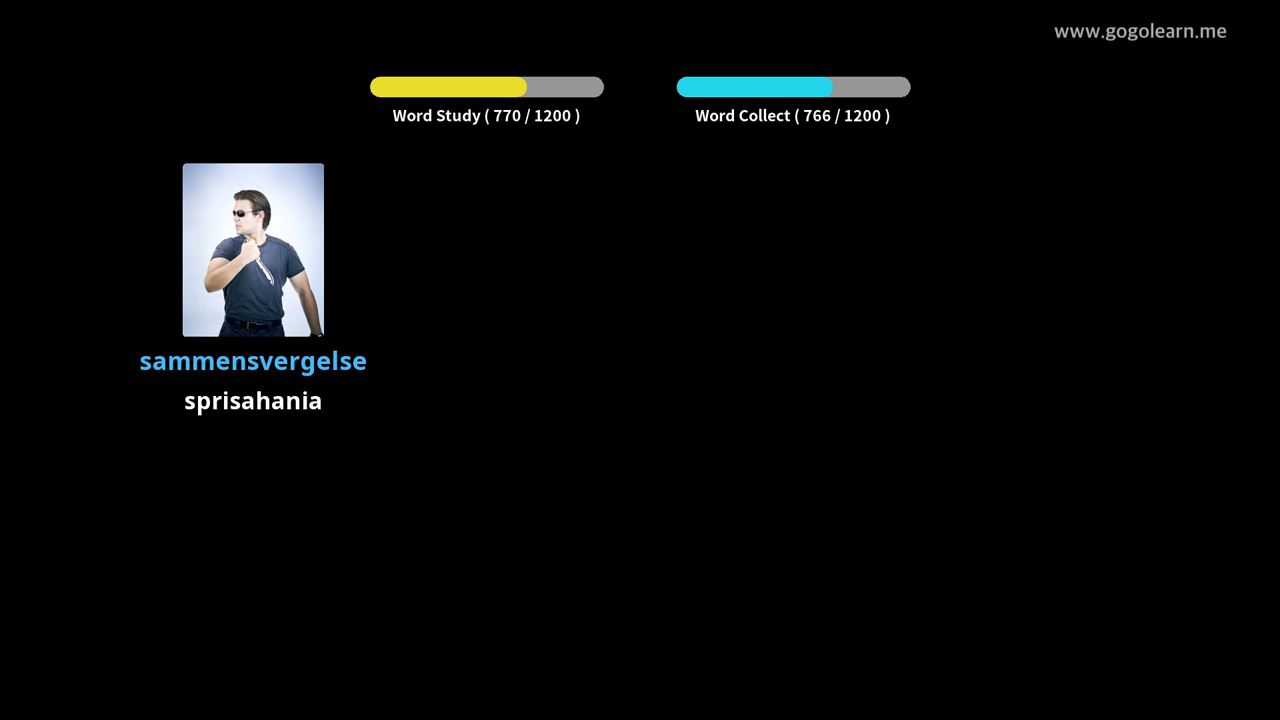 www.gogolearn.me
Word Study ( 770 / 1200 )
Word Collect ( 766 / 1200 )
sammensvergelse
sprisahania